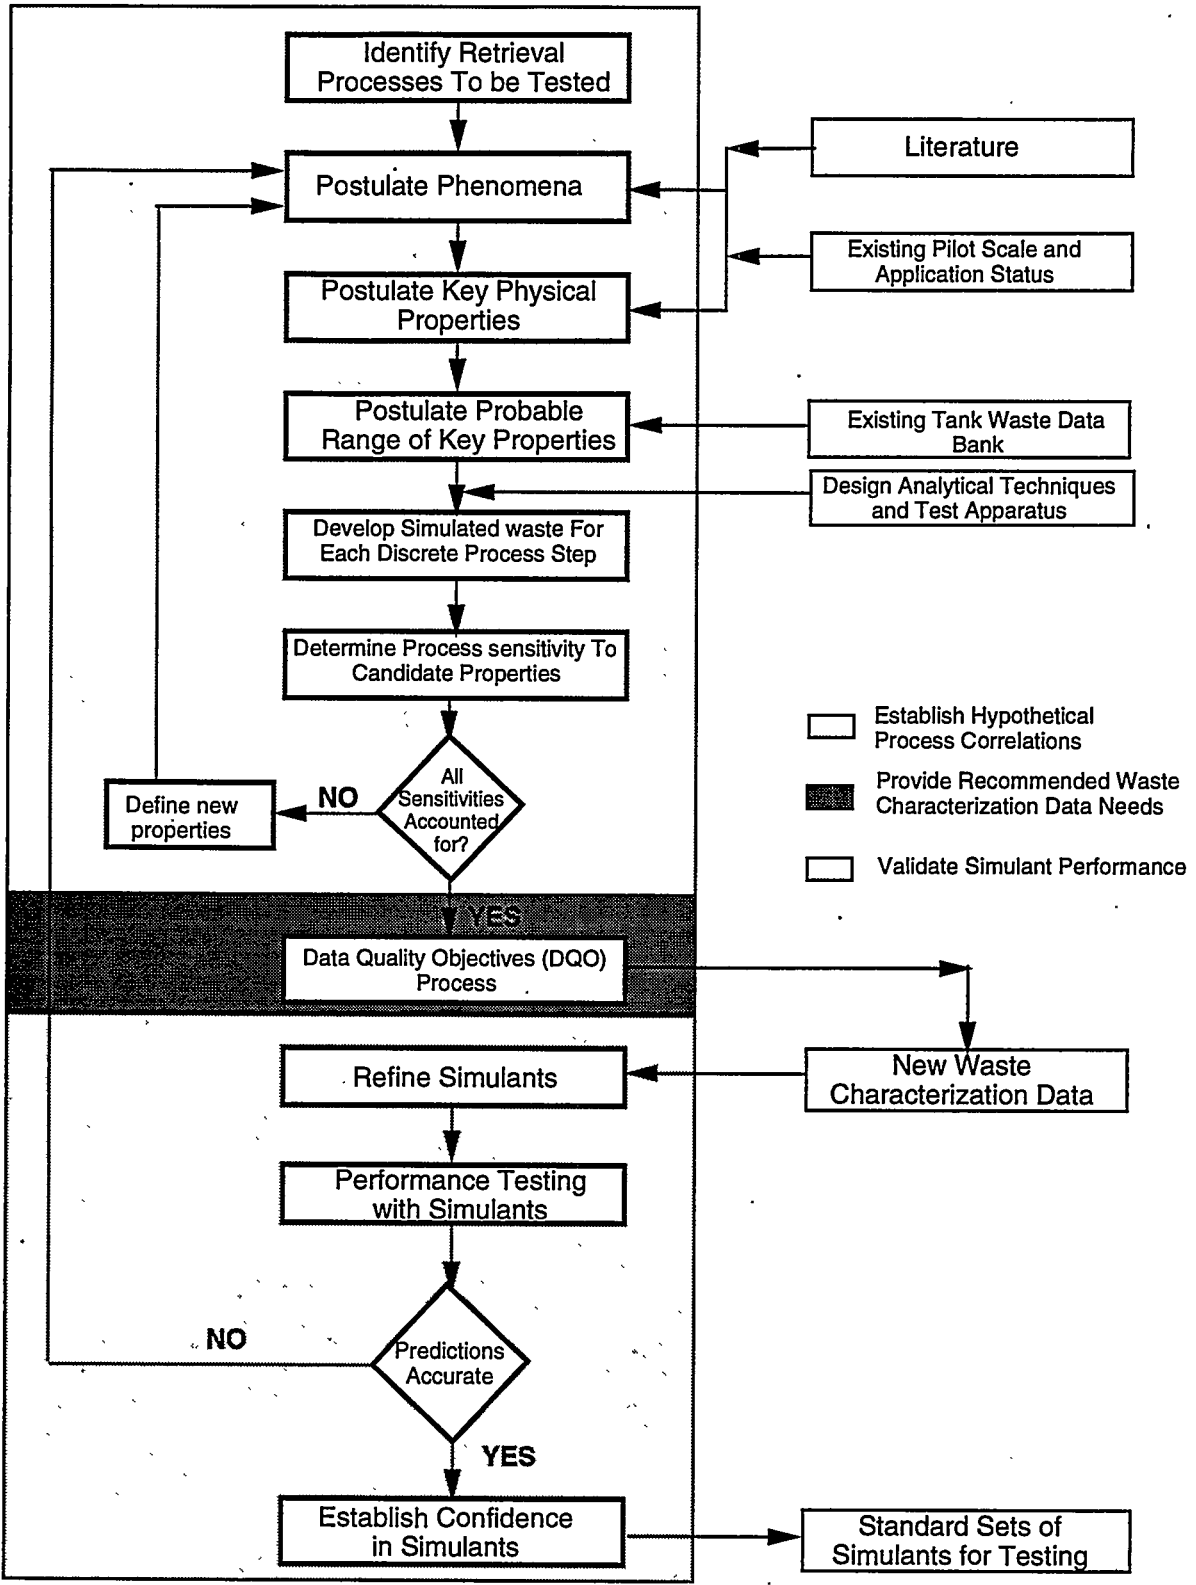 Identify Retrieval
Processes To be Tested
Postulate Phenomena
Literature
Existing Pilot Scale and
Application Status
Postulate Key Physical
Properties
Postulate Probable
Range of Key Properties
Existing Tank Waste Data
Bank
Design Analytical Techniques
and Test Apparatus
Develop Simulated waste For
Each Discrete Process Step
Determine Process sensitivity To
Candidate Properties
Establish Hypothetical
Process Correlations
Provide Recommended Waste
Characterization Data Needs
Validate Simulant Performance
All
Sensitivities
Accounted
for?
NO
Define new
properties
YES
Data Quality Objectives (DQO)
Process
New Waste
Characterization Data
Refine Simulants
Performance Testing
with Simulants
Predictions
Accurate
NO
YES
Establish Confidence
in Simulants
Standard Sets of
Simulants for Testing